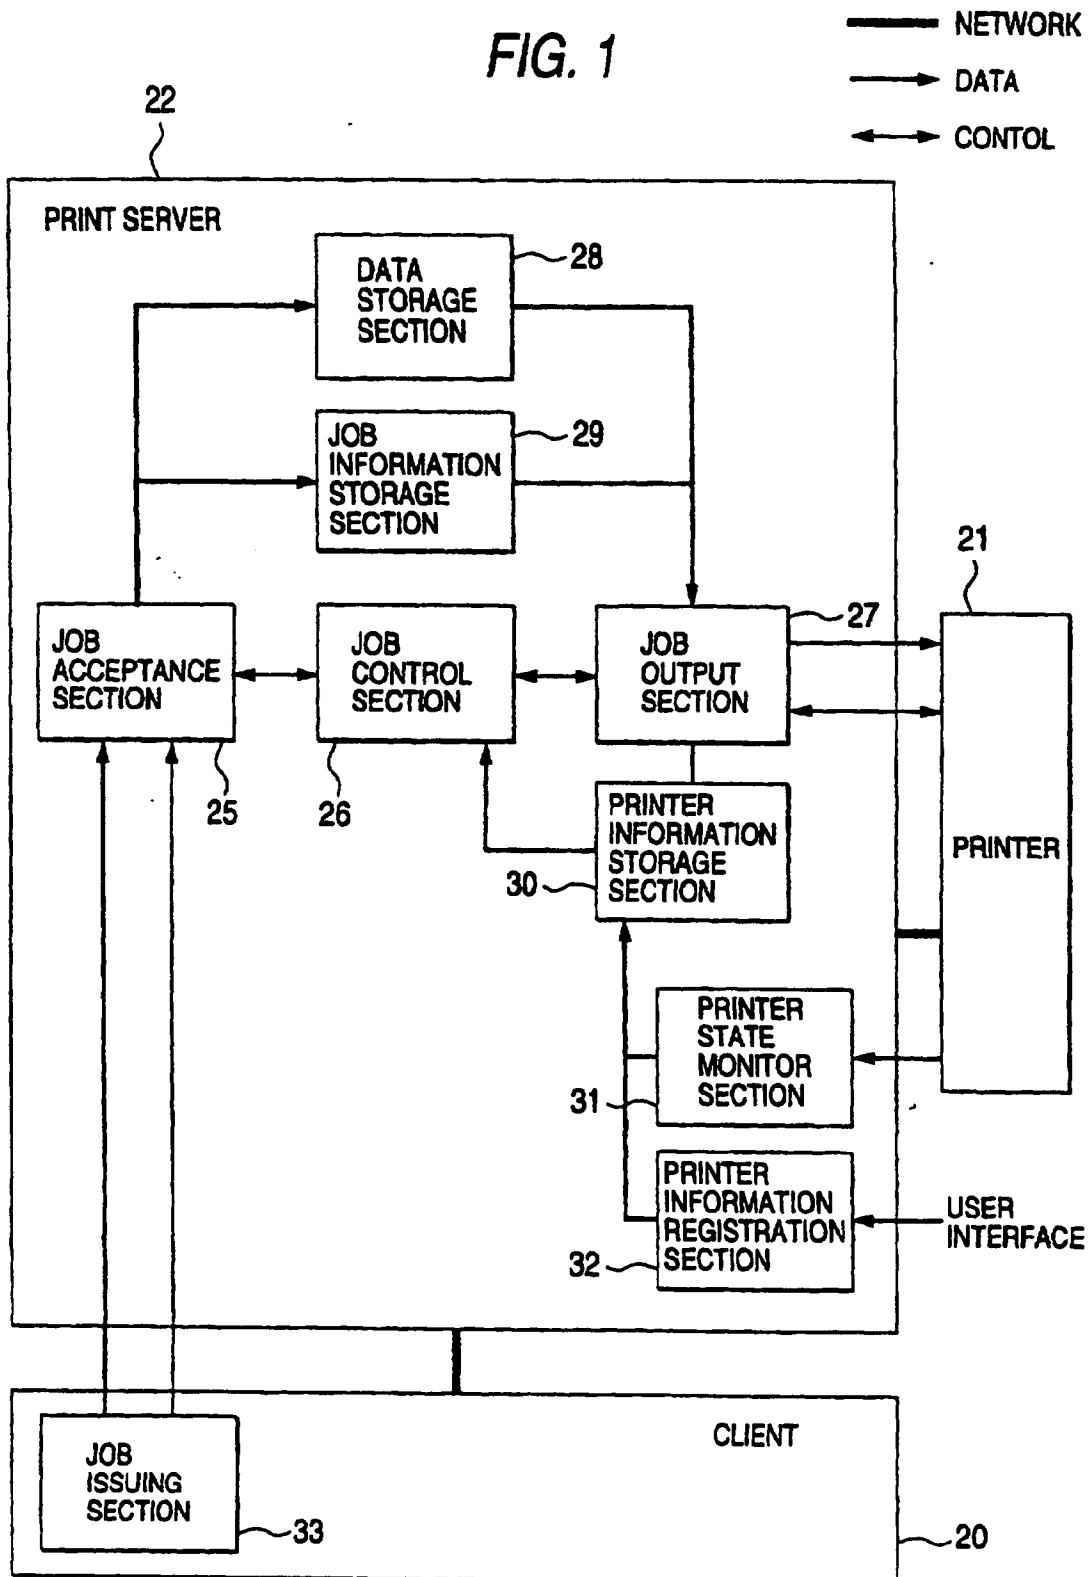 FIG. 1
NETWORK
DATA
CONTOL
22
PRINT SERVER
DATA
STORAGE
SECTION
28
JOB
INFORMATION
STORAGE
SECTION
29
21
JOB
ACCEPTANCE
SECTION
25
JOB
CONTROL
SECTION
26
JOB
OUTPUT
SECTION
27
PRINTER
INFORMATION
STORAGE
SECTION
30
PRINTER
PRINTER
STATE
MONITOR
SECTION
31
PRINTER
INFORMATION
REGISTRATION
SECTION
32
USER
INTERFACE
CLIENT
JOB
ISSUING
SECTION
33
20